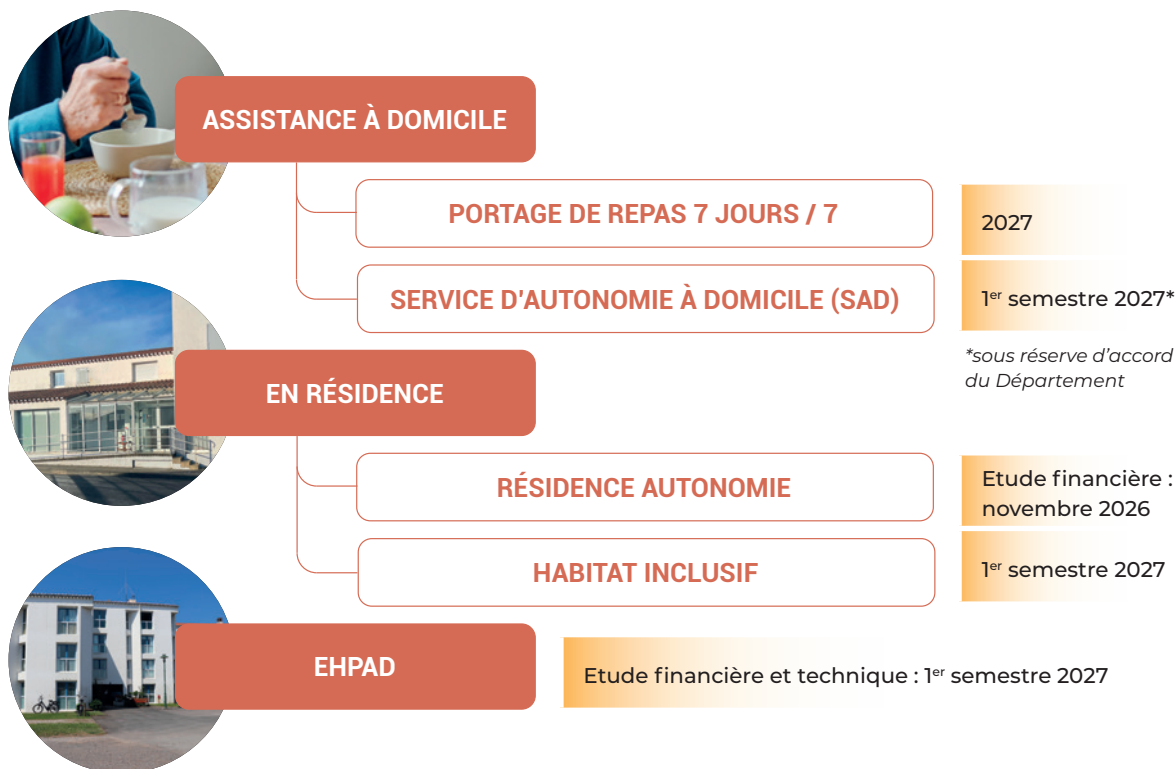 ASSISTANCE À DOMICILE
PORTAGE DE REPAS 7 JOURS / 7
2027
SERVICE D'AUTONOMIE À DOMICILE (SAD)
1er semestre 2027*
*sous réserve d'accord
du Département
EN RÉSIDENCE
RÉSIDENCE AUTONOMIE
Etude financière :
novembre 2026
HABITAT INCLUSIF
1er semestre 2027
EHPAD
Etude financière et technique : 1er semestre 2027